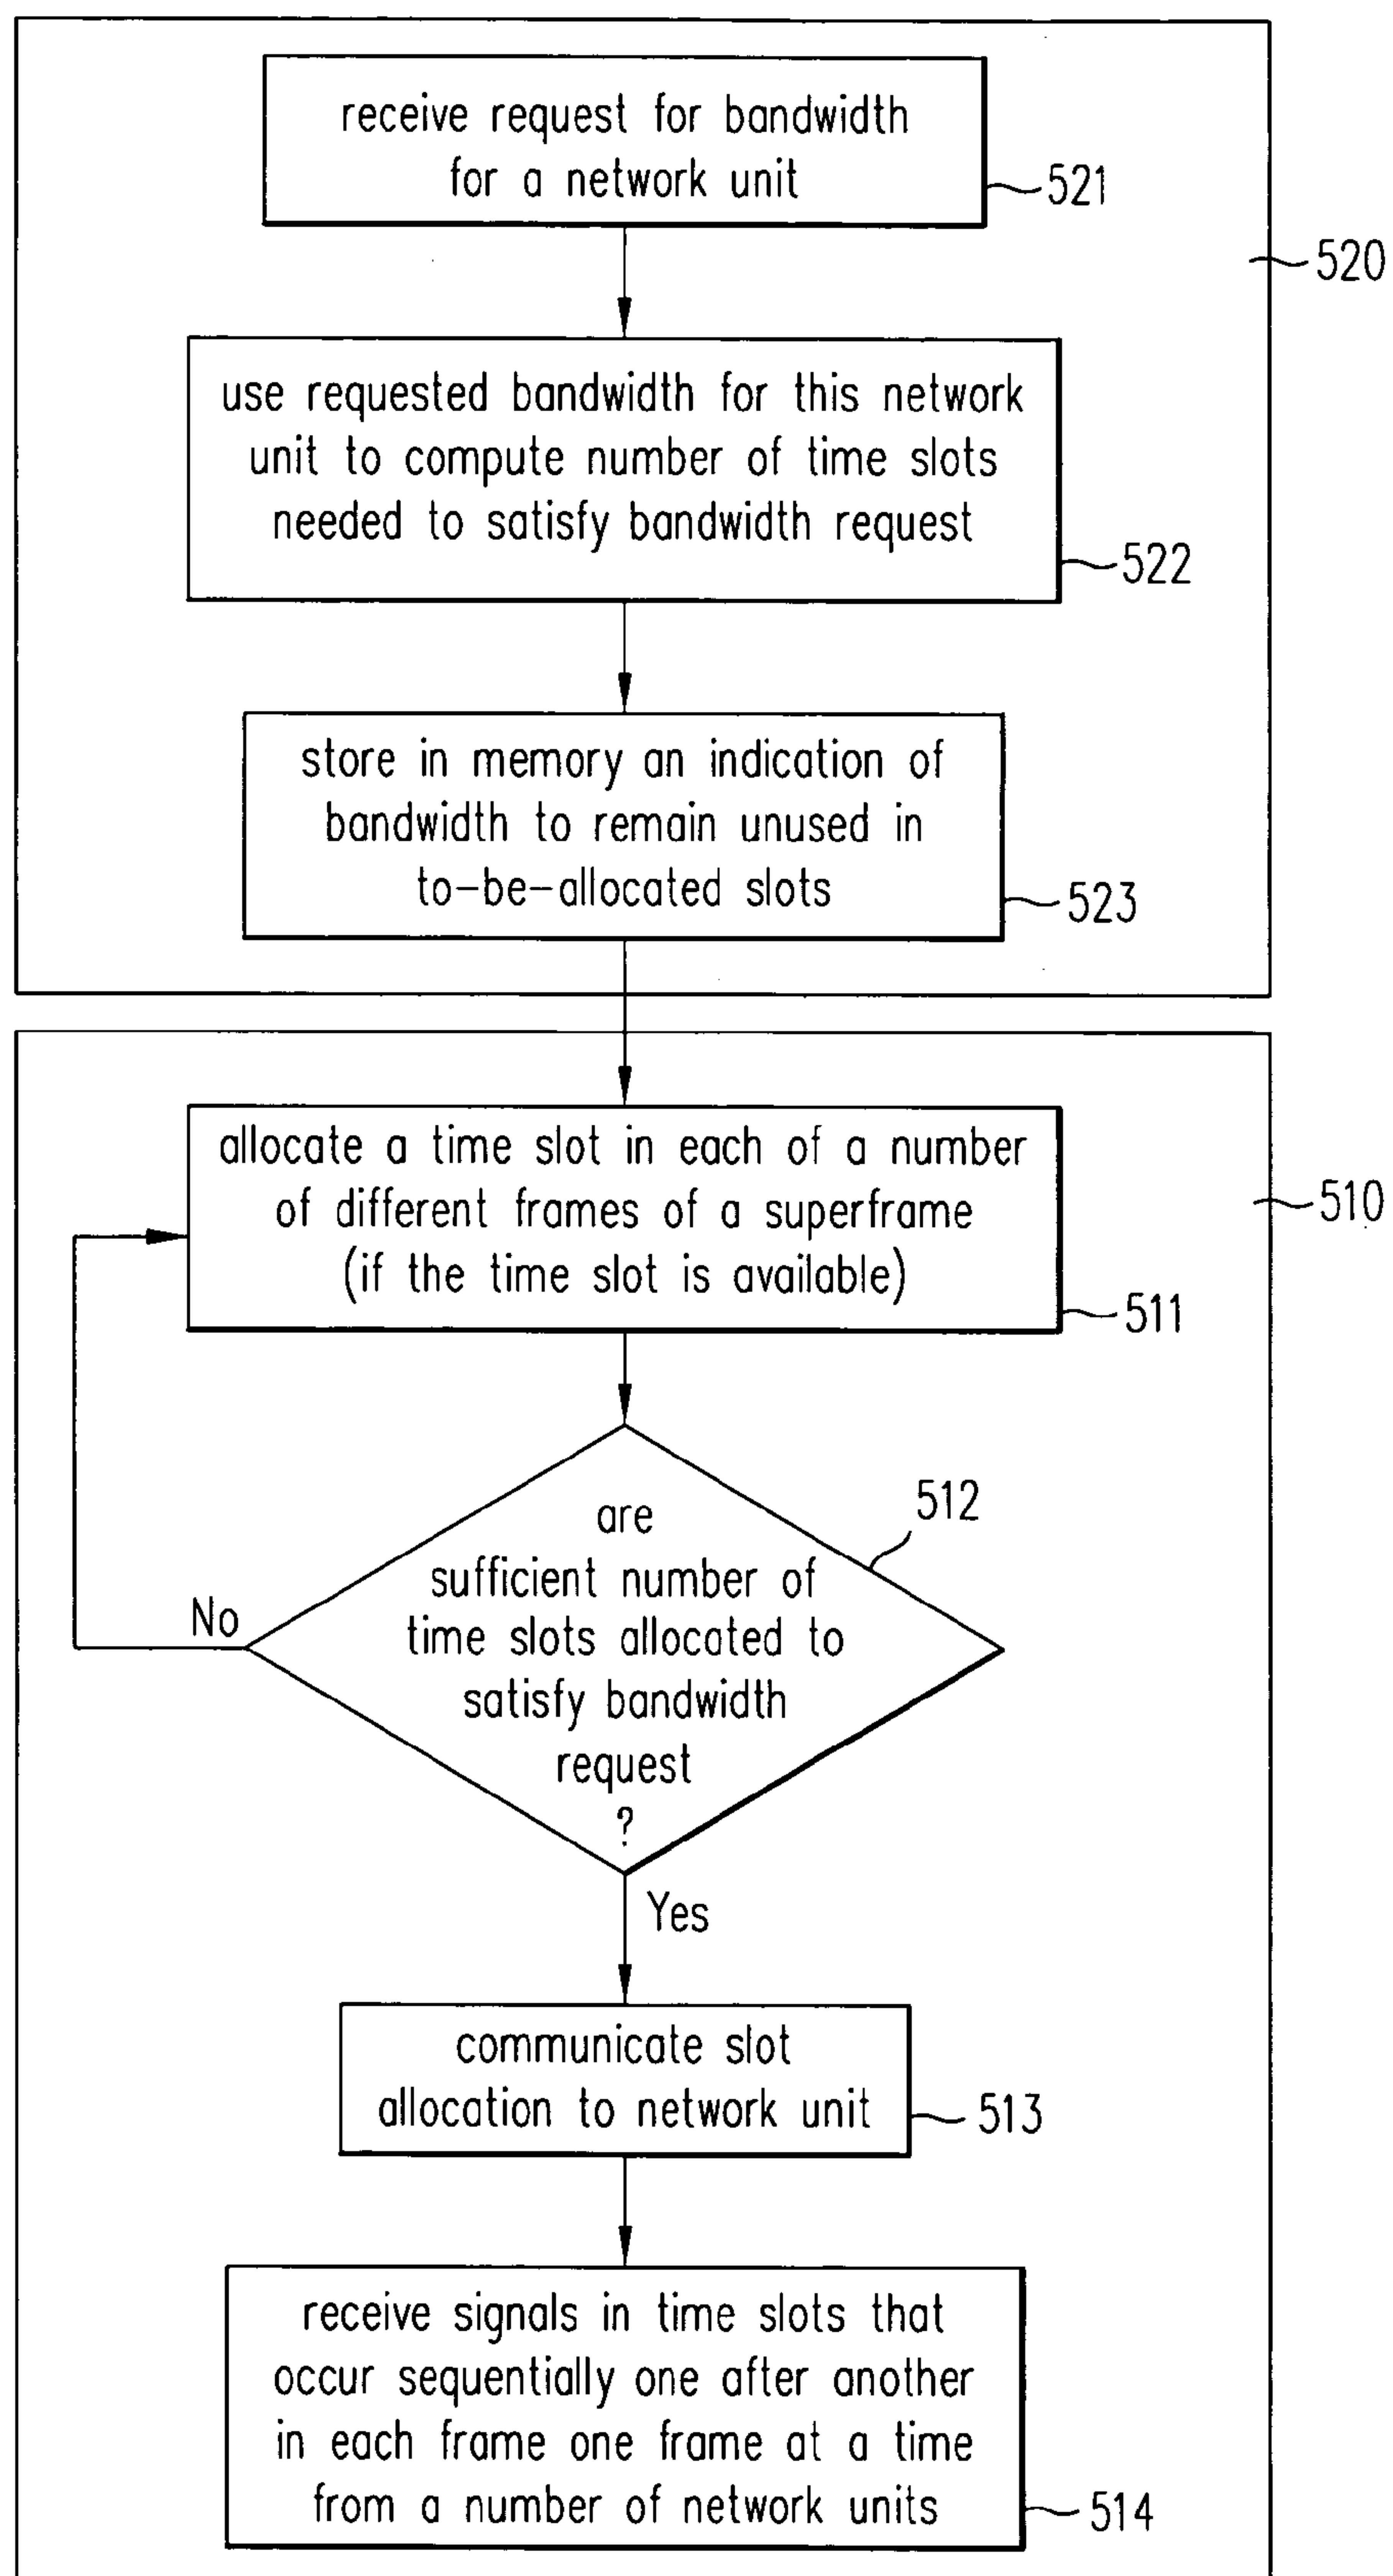 receive request for bandwidth
for a network unit
521
520
use requested bandwidth for this network
unit to compute number of time slots
needed to satisfy bandwidth request
522
store in memory an indication of
bandwidth to remain unused in
to-be-allocated slots
523
allocate a time slot in each of a number
of different frames of a superframe
(if the time slot is available)
510
511
512
are
sufficient number of
time slots allocated to
satisfy bandwidth
request
?
No
Yes
communicate slot
allocation to network unit
513
receive signals in time slots that
occur sequentially one after another
in each frame one frame at a time
from a number of network units
514